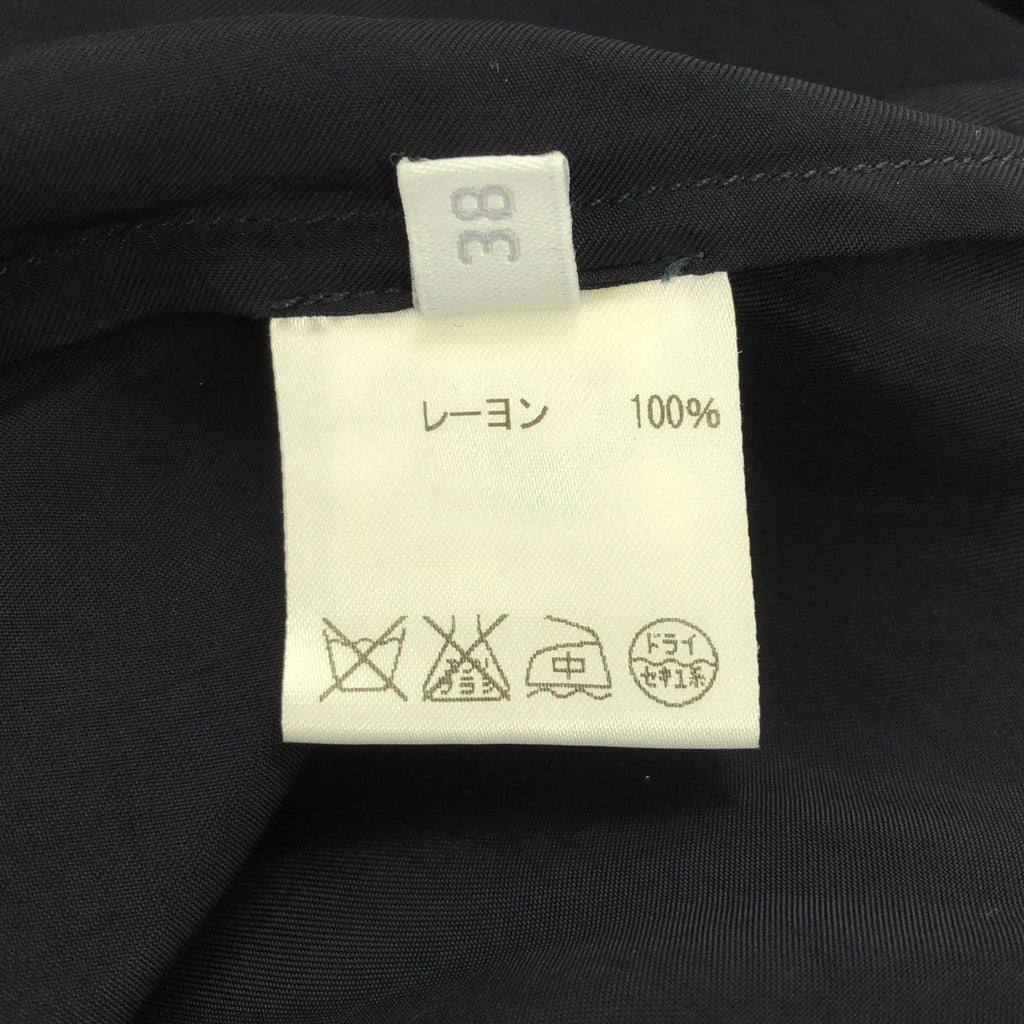 38
レーヨン 100%
中
ドライ
セキユ系